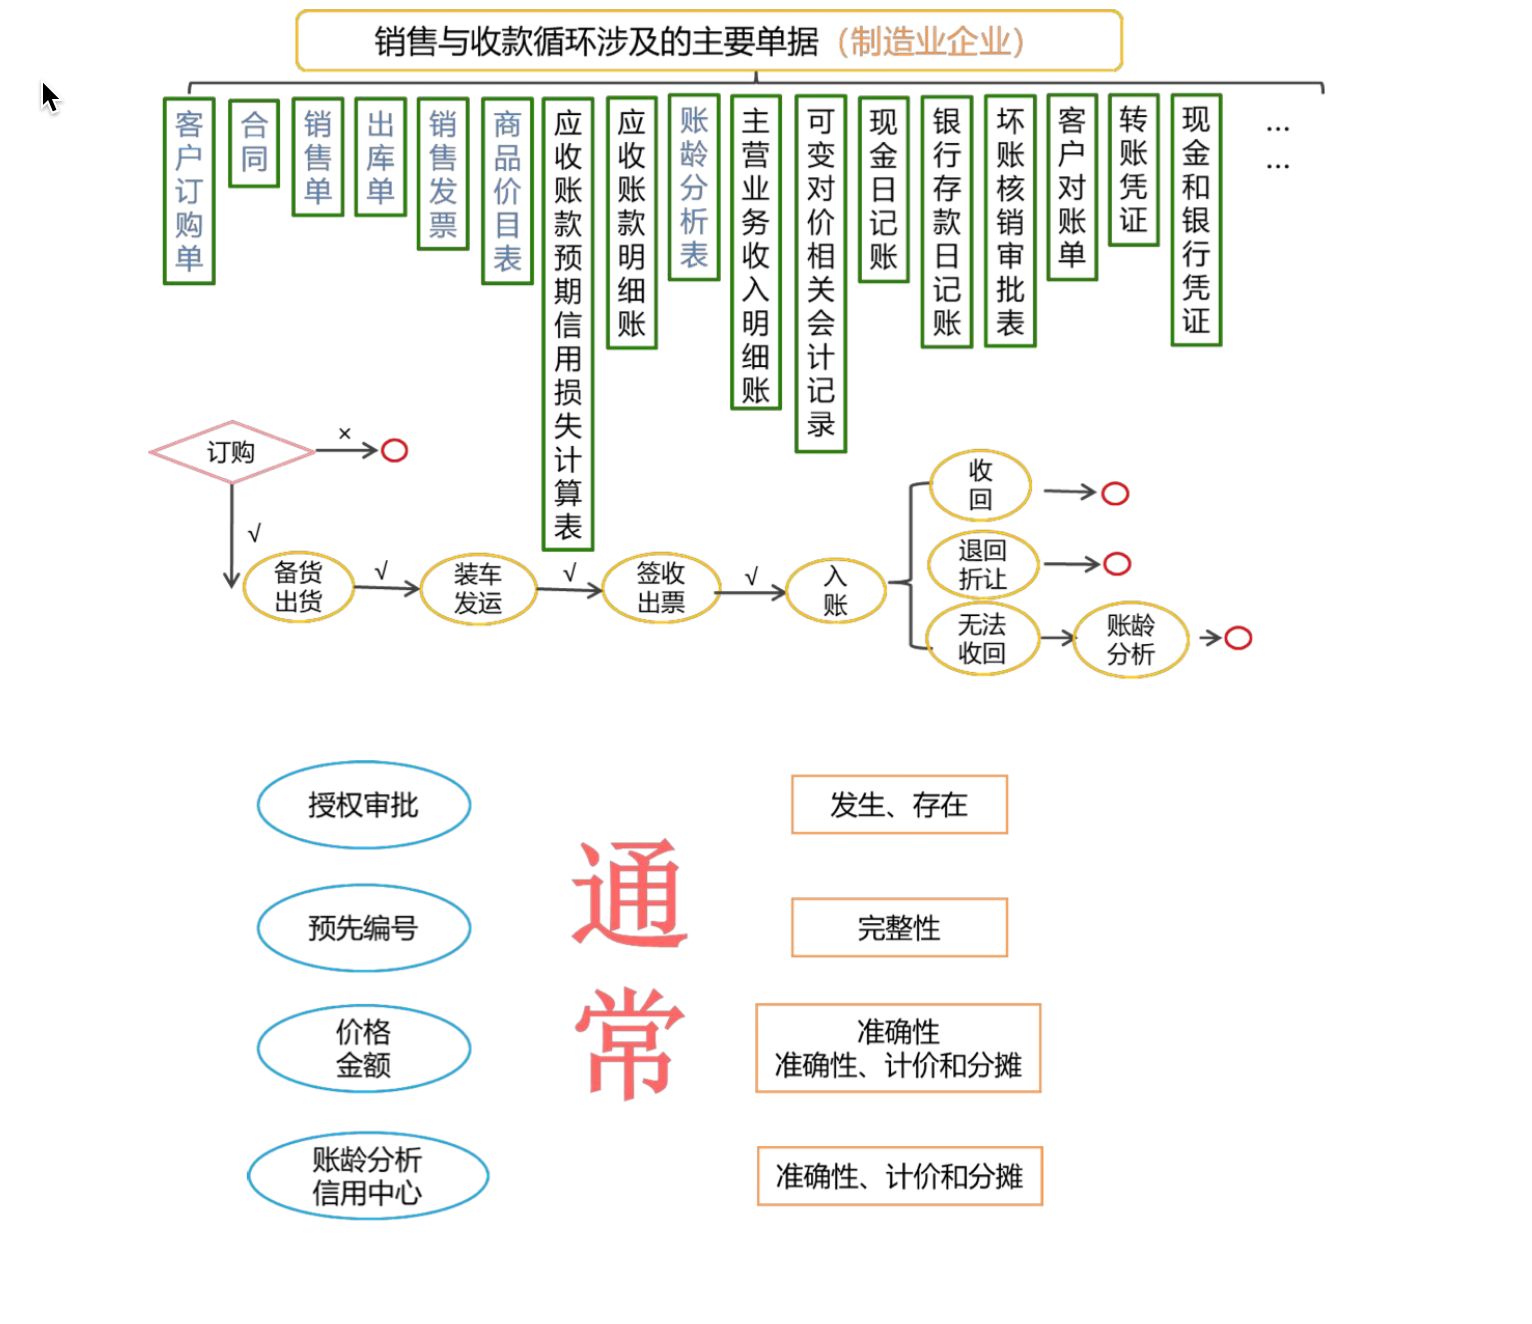 销售与收款循环涉及的主要单据（制造业企业）
客户订购单
合同
销售单
出库单
销售发票
商品价目表
应收账款预期信用损失计算表
应收账款明细账
账龄分析表
主营业务收入明细账
可变对价相关会计记录
现金日记账
银行存款日记账
坏账核销审批表
客户对账单
转账凭证
现金和银行凭证
...
...
订购
×
√
备货
出货
√
装车
发运
√
签收
出票
√
入
账
收
回
退回
折让
无法
收回
账龄
分析
授权审批
发生、存在
通常
预先编号
完整性
价格
金额
准确性
准确性、计价和分摊
账龄分析
信用中心
准确性、计价和分摊